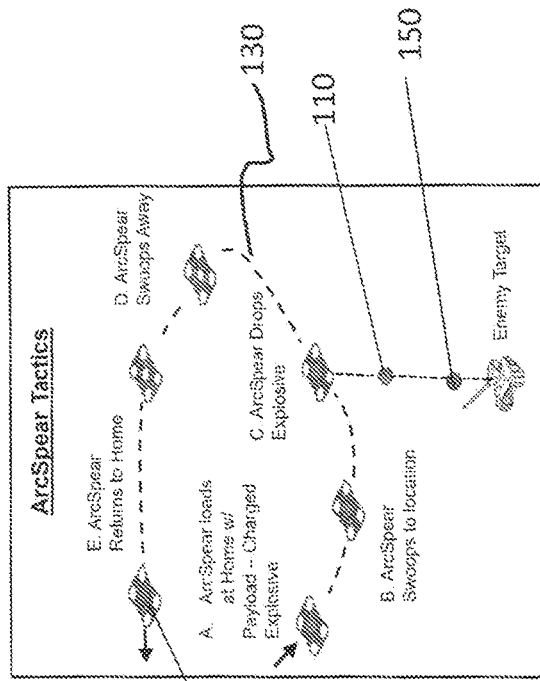 ArcSpear Tactics
E. ArcSpear
Returns to Home
D. ArcSpear
Swoops Away
A. ArcSpear loads
at Home w/
Payload – Charged
Explosive
C. ArcSpear Drops
Explosive
B. ArcSpear
Swoops to location
Enemy Target
130
110
150